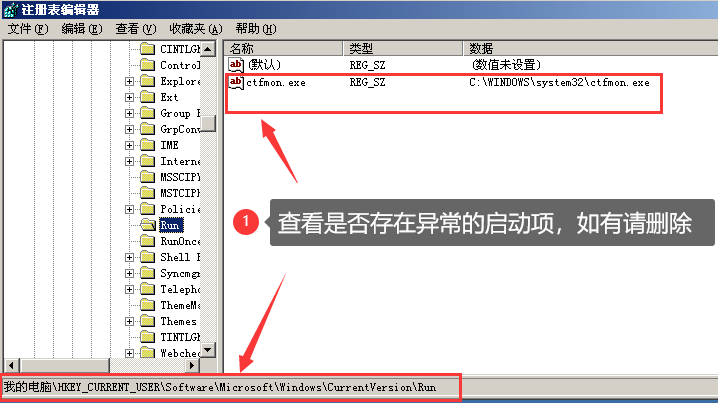 注册表编辑器
文件(F) 编辑(E) 查看(V) 收藏夹(A) 帮助(H)
名称 类型 数据
ab (默认) REG_SZ (数值未设置)
ab ctfmon.exe REG_SZ C:\WINDOWS\system32\ctfmon.exe
CINTLGN
Control
Explore
Ext
Group P
GrpConv
IME
Interne
MSSCIPY
MSTCIPH
Policie
Run
RunOnce
Shell E
Syncmgr
Telepho
ThemeMa
Themes
TINTLGN
Webchec
1 查看是否存在异常的启动项，如有请删除
我的电脑\HKEY_CURRENT_USER\Software\Microsoft\Windows\CurrentVersion\Run